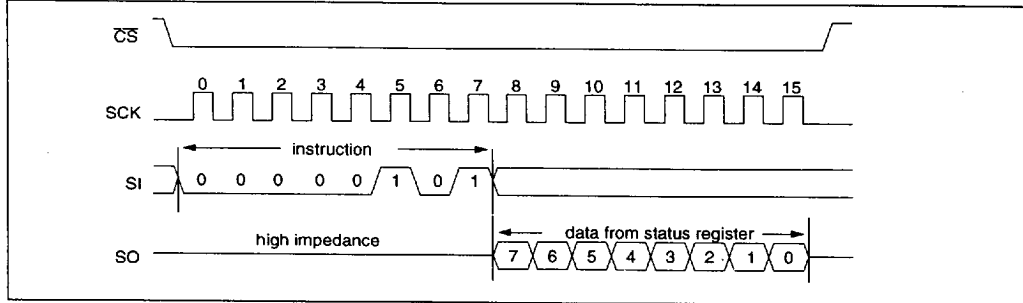 CS
0 1 2 3 4 5 6 7 8 9 10 11 12 13 14 15
SCK
instruction
SI 0 0 0 0 0 1 0 1
high impedance
data from status register
SO 7 6 5 4 3 2 1 0